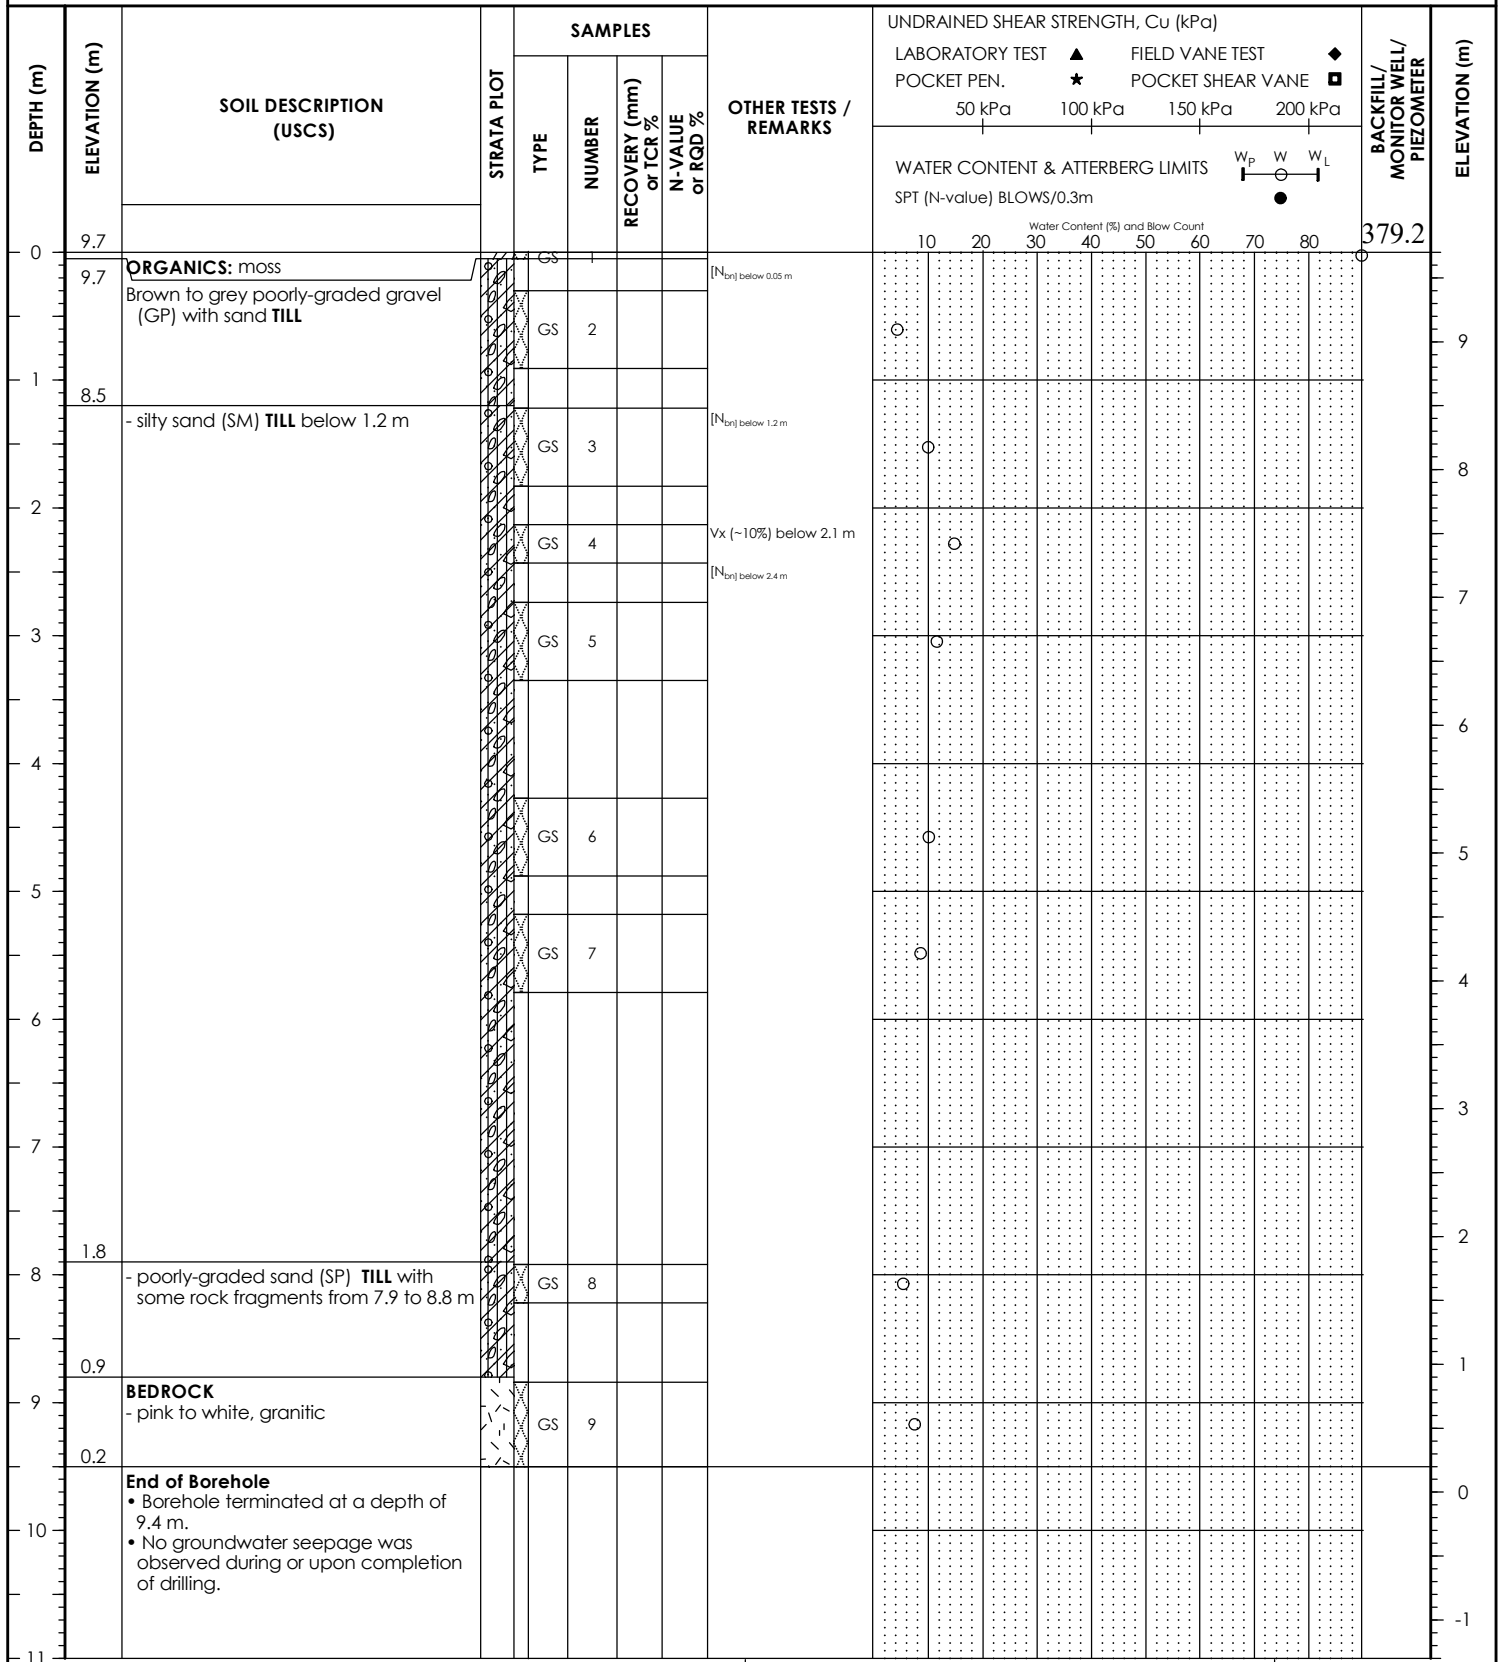 DEPTH (m)
ELEVATION (m)
SOIL DESCRIPTION
(USCS)
STRATA PLOT
SAMPLES
TYPE
NUMBER
RECOVERY (mm)
or TCR %
N-VALUE
or RQD %
OTHER TESTS /
REMARKS
UNDRAINED SHEAR STRENGTH, Cu (kPa)
LABORATORY TEST ▲ FIELD VANE TEST ◆
POCKET PEN. ★ POCKET SHEAR VANE
50 kPa 100 kPa 150 kPa 200 kPa
WATER CONTENT & ATTERBERG LIMITS WP W WL
SPT (N-value) BLOWS/0.3m ●
Water Content (%) and Blow Count
10 20 30 40 50 60 70 80
BACKFILL/
MONITOR WELL/
PIEZOMETER
ELEVATION (m)
379.2
0
9.7
9.7
ORGANICS: moss
GS 1
[Nbn] below 0.05 m
Brown to grey poorly-graded gravel
(GP) with sand TILL
GS 2
9
1
8.5
- silty sand (SM) TILL below 1.2 m
[Nbn] below 1.2 m
GS 3
8
2
GS 4
Vx (~10%) below 2.1 m
[Nbn] below 2.4 m
7
3
GS 5
6
4
GS 6
5
5
GS 7
4
6
3
7
2
1.8
8
- poorly-graded sand (SP) TILL with
some rock fragments from 7.9 to 8.8 m
GS 8
0.9
1
BEDROCK
9
- pink to white, granitic
GS 9
0.2
End of Borehole
• Borehole terminated at a depth of
9.4 m.
0
10
• No groundwater seepage was
observed during or upon completion
of drilling.
-1
11